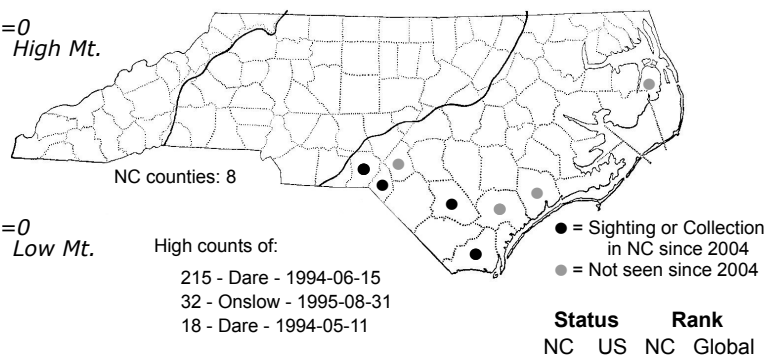 =0
High Mt.
NC counties: 8
=0
Low Mt.
High counts of:
215 - Dare - 1994-06-15
32 - Onslow - 1995-08-31
18 - Dare - 1994-05-11
= Sighting or Collection
in NC since 2004
= Not seen since 2004
Status Rank
NC US NC Global